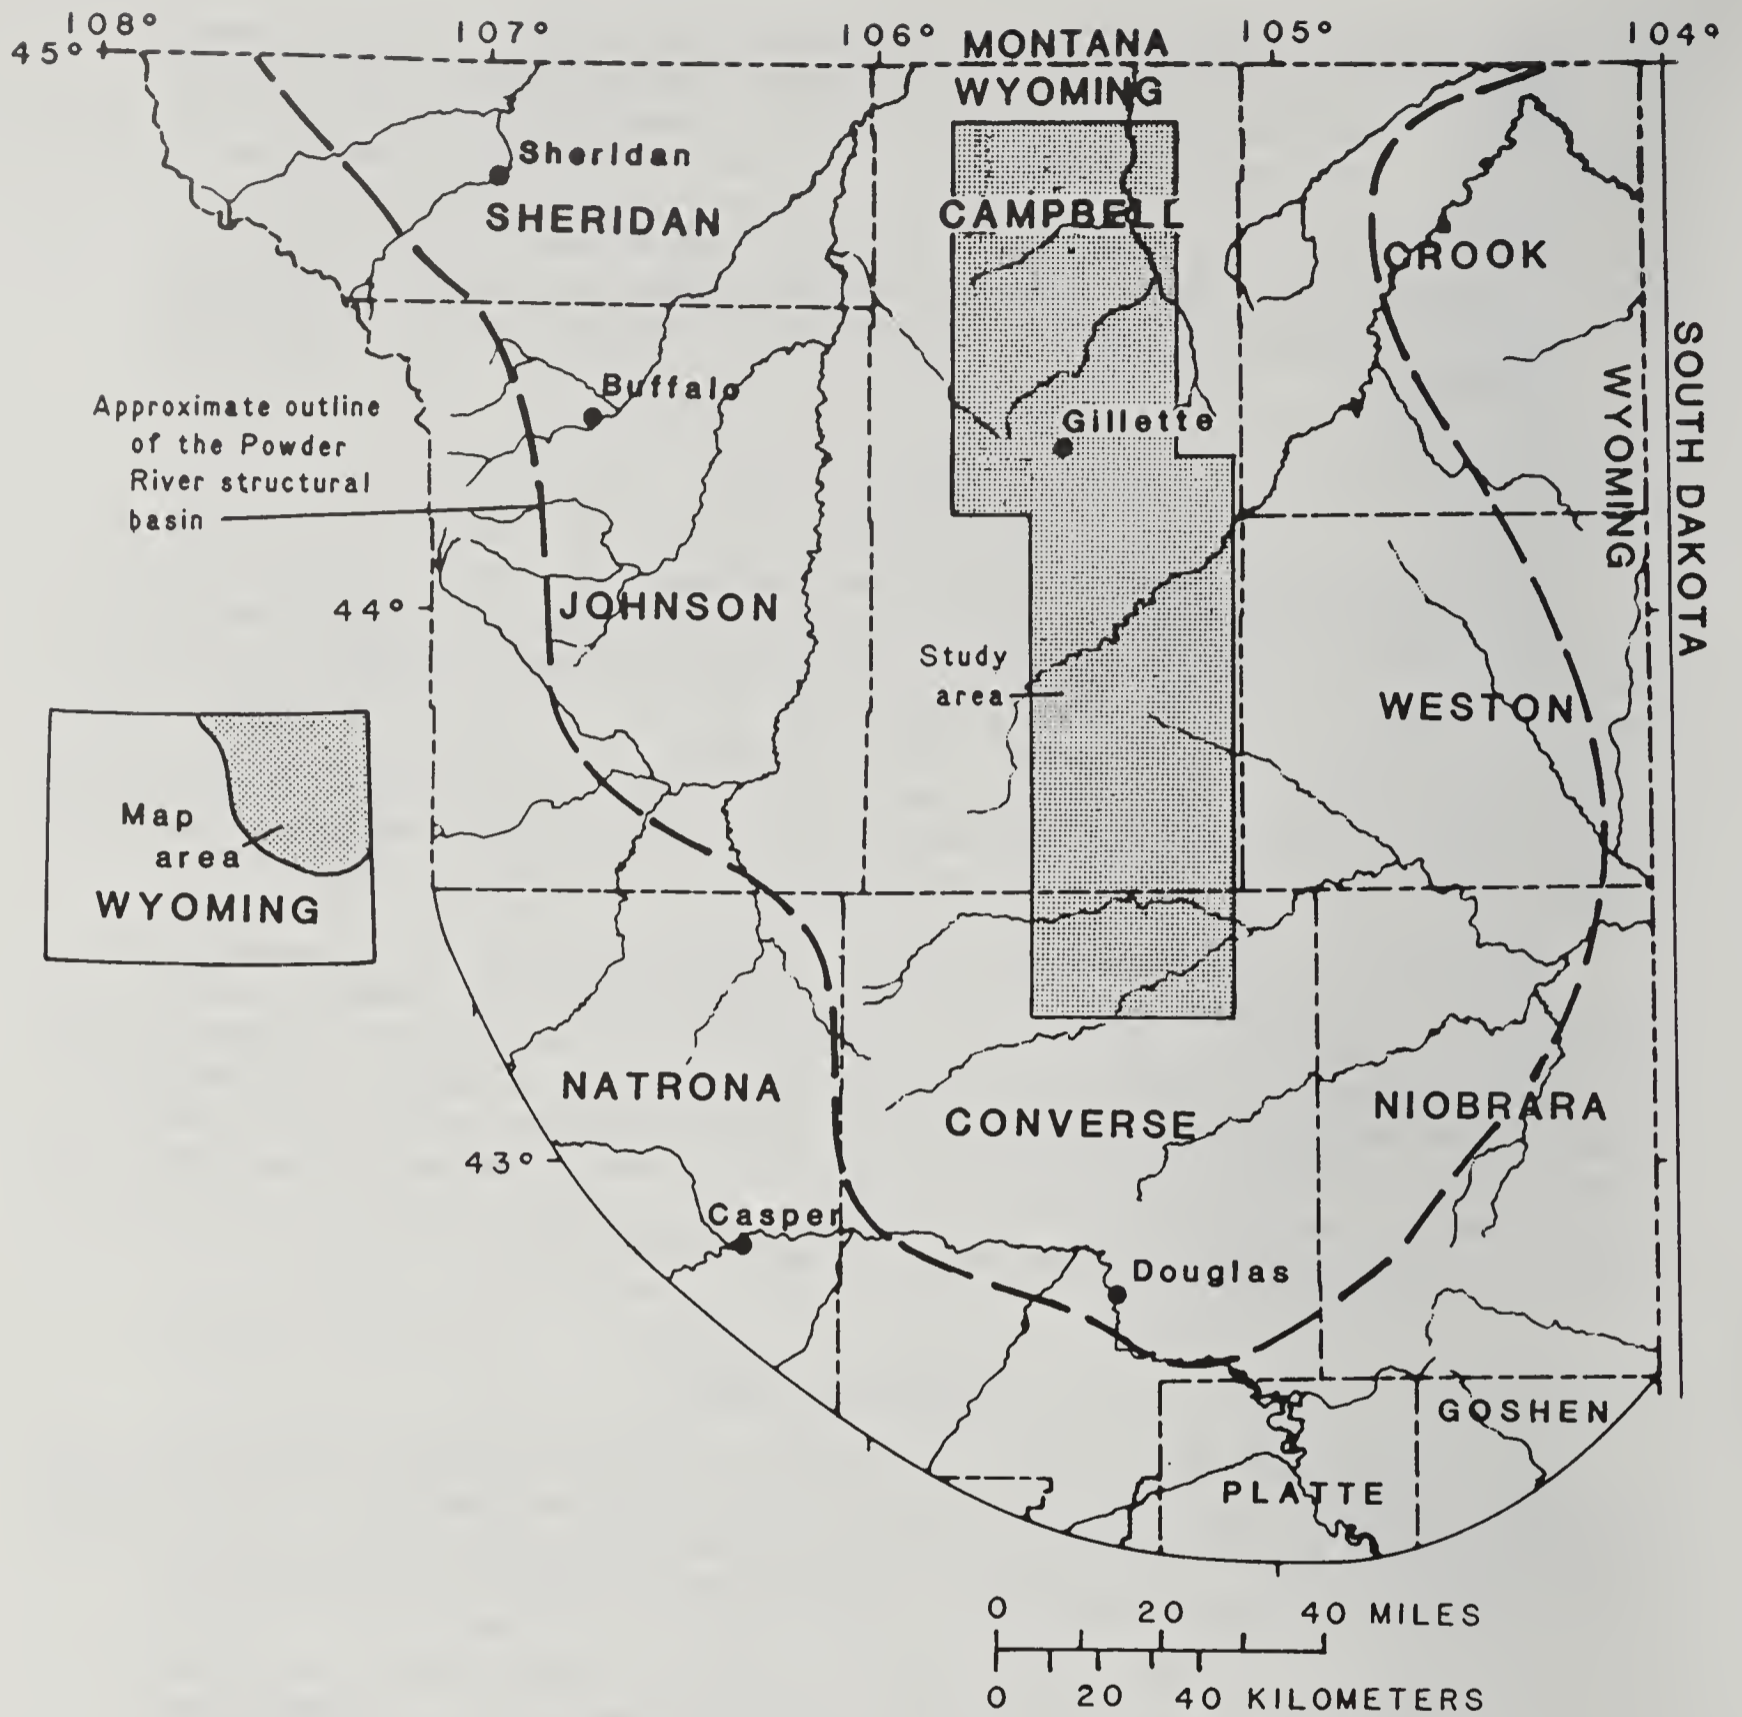 108° 107° 106° 105° 104°
45°
MONTANA
WYOMING
Sheridan
SHERIDAN
CAMPBELL
CROOK
SOUTH DAKOTA
WYOMING
Buffalo
Gillette
Approximate outline
of the Powder
River structural
basin
44°
JOHNSON
Study
area
WESTON
Map
area
WYOMING
NATRONA
CONVERSE
NIOBRARA
43°
Casper
Douglas
GOSHEN
PLATTE
0 20 40 MILES
0 20 40 KILOMETERS